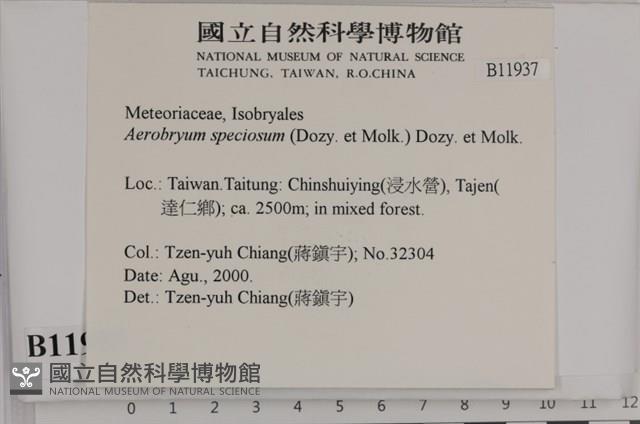 國立自然科學博物館
NATIONAL MUSEUM OF NATURAL SCIENCE
TAICHUNG, TAIWAN, R.O.CHINA
B11937
Meteoriaceae, Isobryales
Aerobryum speciosum (Dozy. et Molk.) Dozy. et Molk.
Loc.: Taiwan.Taitung: Chinshuiying(浸水營), Tajen(
達仁鄉); ca. 2500m; in mixed forest.
Col.: Tzen-yuh Chiang(蔣鎮宇); No.32304
Date: Agu., 2000.
Det.: Tzen-yuh Chiang(蔣鎮宇)
B119
國立自然科學博物館
NATIONAL MUSEUM OF NATURAL SCIENCE
0 1 2 3 4 5 6 7 8 9 10 11 12